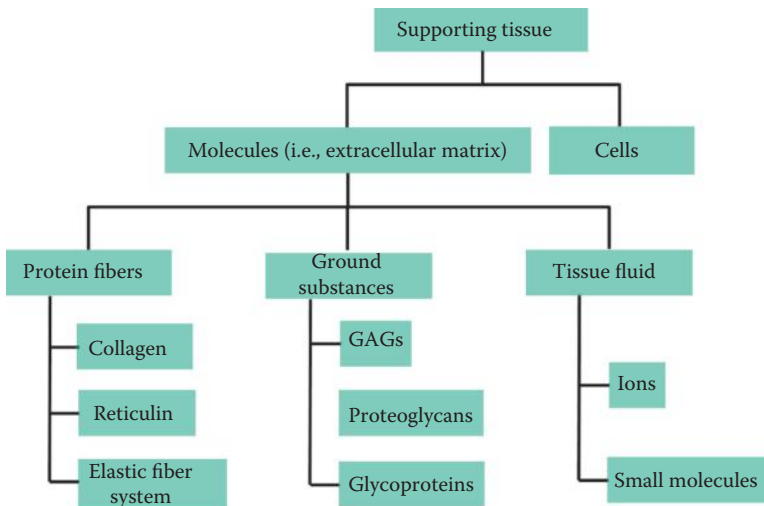 Supporting tissue
Molecules (i.e., extracellular matrix)
Cells
Protein fibers
Ground
substances
Tissue fluid
Collagen
Reticulin
Elastic fiber
system
GAGs
Proteoglycans
Glycoproteins
Ions
Small molecules